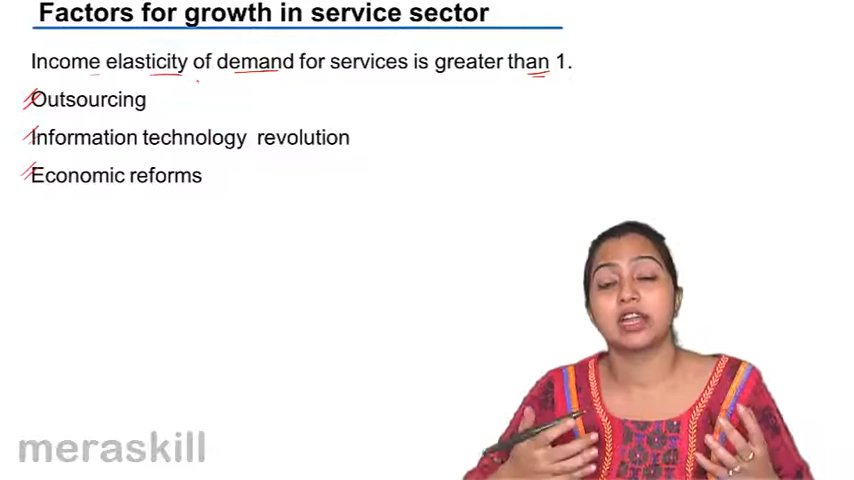 Factors for growth in service sector
Income elasticity of demand for services is greater than 1.
Outsourcing
Information technology revolution
Economic reforms
meraskill